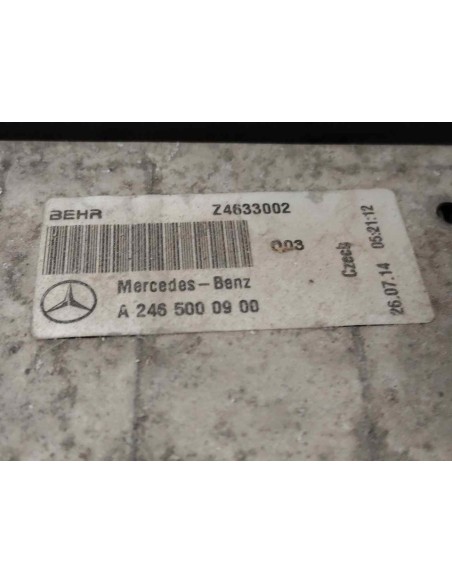 BEHR Z4633002
003
Mercedes-Benz
A 246 500 09 00
Czech
26.07.14 05:21:12